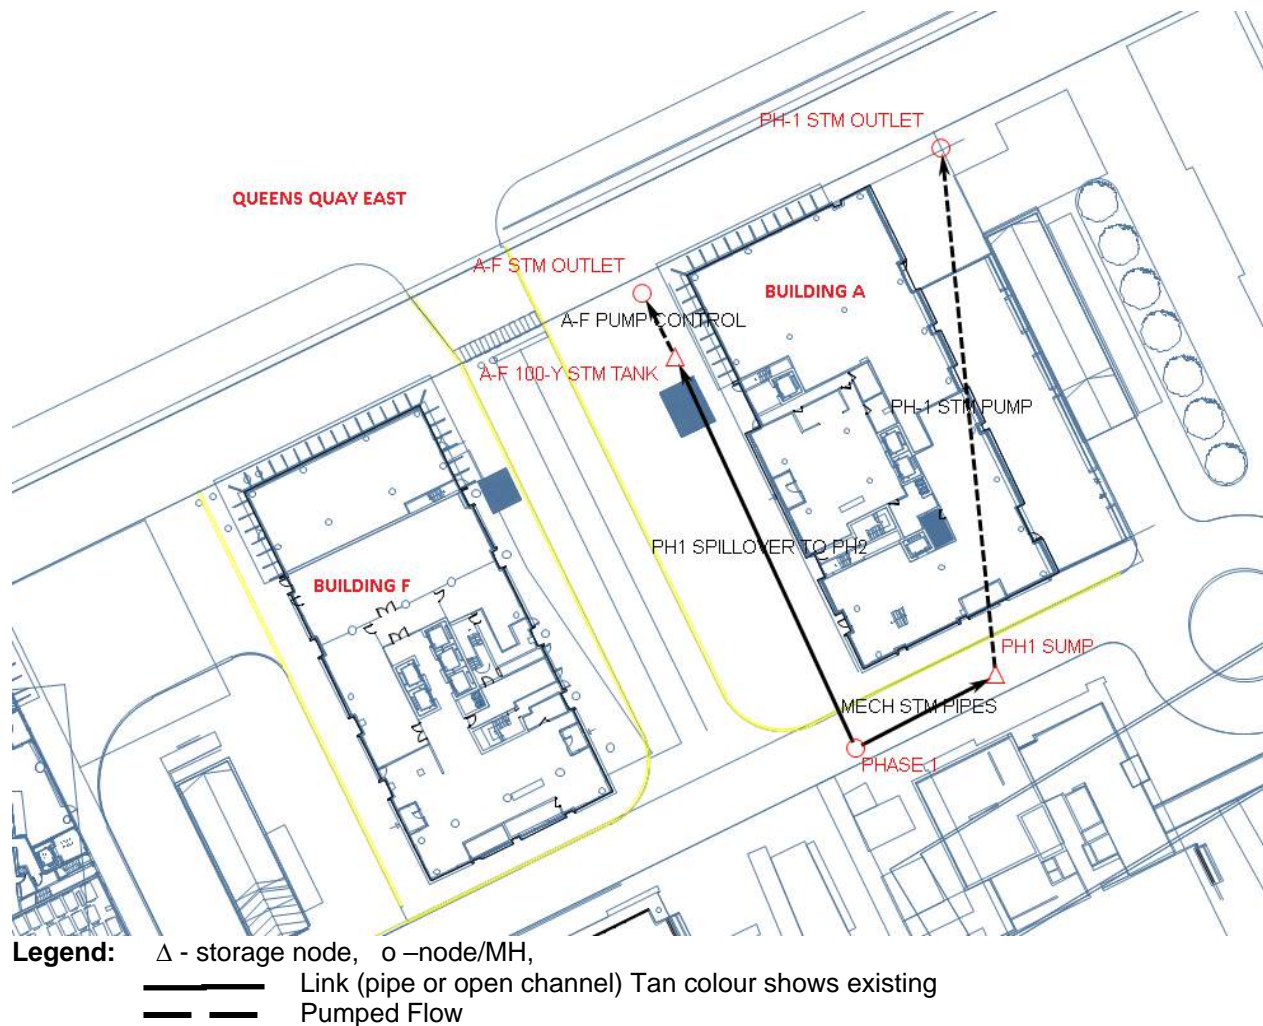 PH-1 STM OUTLET
QUEENS QUAY EAST
A-F STM OUTLET
BUILDING A
A-F PUMP CONTROL
A-F 100-Y STM TANK
PH-1 STM PUMP
PH1 SPILLOVER TO PH2
BUILDING F
PH1 SUMP
MECH STM PIPES
PHASE 1
Legend: Δ - storage node, o –node/MH,
Link (pipe or open channel) Tan colour shows existing
Pumped Flow